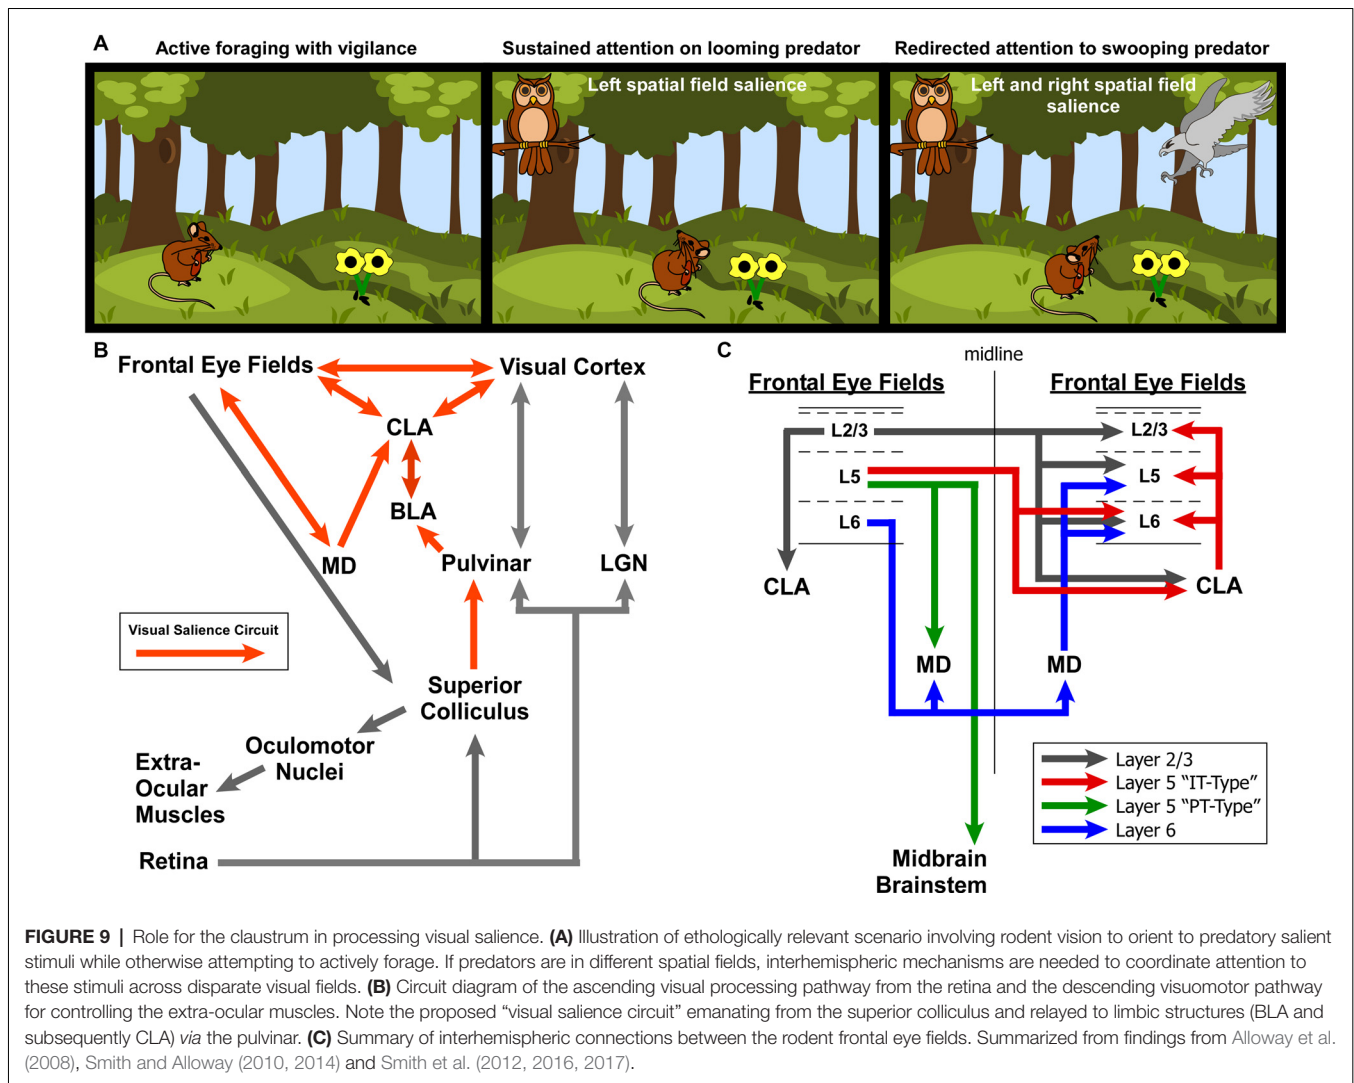 A
Active foraging with vigilance
Sustained attention on looming predator
Redirected attention to swooping predator
Left spatial field salience
Left and right spatial field
salience
B
Frontal Eye Fields
Visual Cortex
CLA
BLA
MD
Pulvinar
LGN
Visual Salience Circuit
Superior
Colliculus
Oculomotor
Nuclei
Extra-
Ocular
Muscles
Retina
C
midline
Frontal Eye Fields
Frontal Eye Fields
L2/3
L2/3
L5
L5
L6
L6
CLA
CLA
MD
MD
Layer 2/3
Layer 5 “IT-Type”
Layer 5 “PT-Type”
Layer 6
Midbrain
Brainstem
FIGURE 9 | Role for the claustrum in processing visual salience. (A) Illustration of ethologically relevant scenario involving rodent vision to orient to predatory salient
stimuli while otherwise attempting to actively forage. If predators are in different spatial fields, interhemispheric mechanisms are needed to coordinate attention to
these stimuli across disparate visual fields. (B) Circuit diagram of the ascending visual processing pathway from the retina and the descending visuomotor pathway
for controlling the extra-ocular muscles. Note the proposed “visual salience circuit” emanating from the superior colliculus and relayed to limbic structures (BLA and
subsequently CLA) via the pulvinar. (C) Summary of interhemispheric connections between the rodent frontal eye fields. Summarized from findings from Alloway et al.
(2008), Smith and Alloway (2010, 2014) and Smith et al. (2012, 2016, 2017).